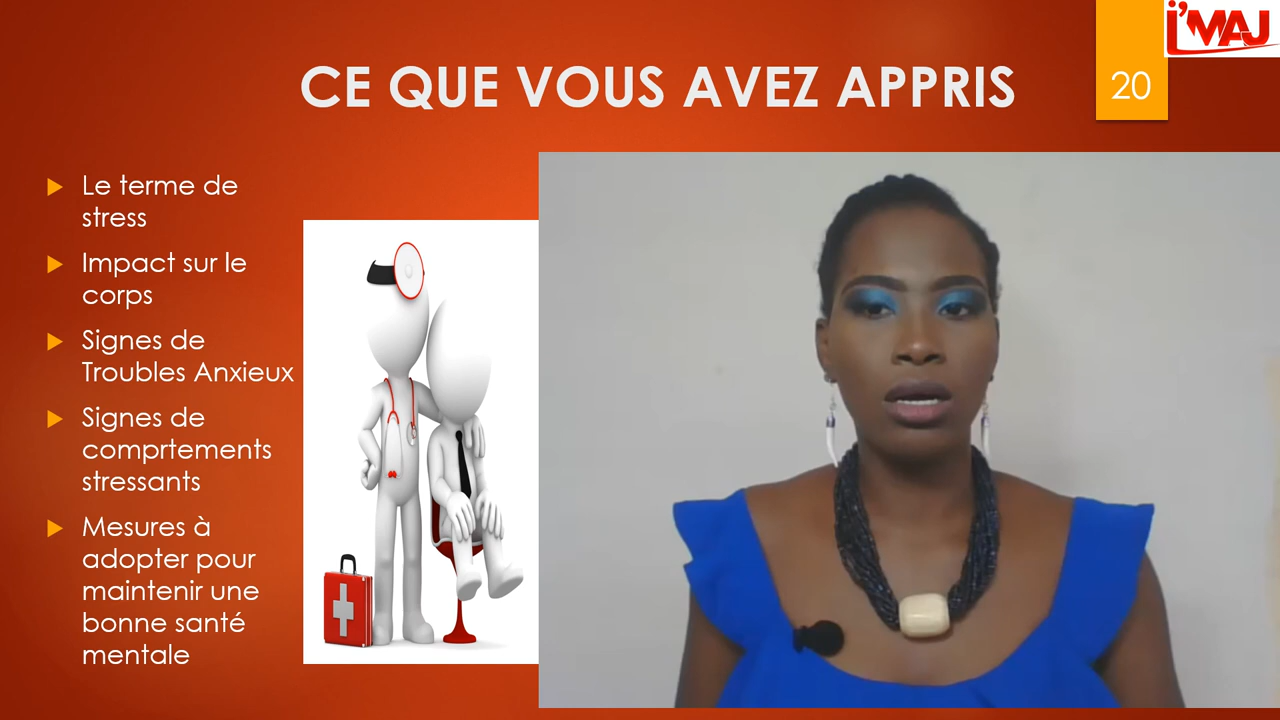 i'MAJ
CE QUE VOUS AVEZ APPRIS
20
Le terme de
stress
Impact sur le
corps
Signes de
Troubles Anxieux
Signes de
comprtements
stressants
Mesures à
adopter pour
maintenir une
bonne santé
mentale